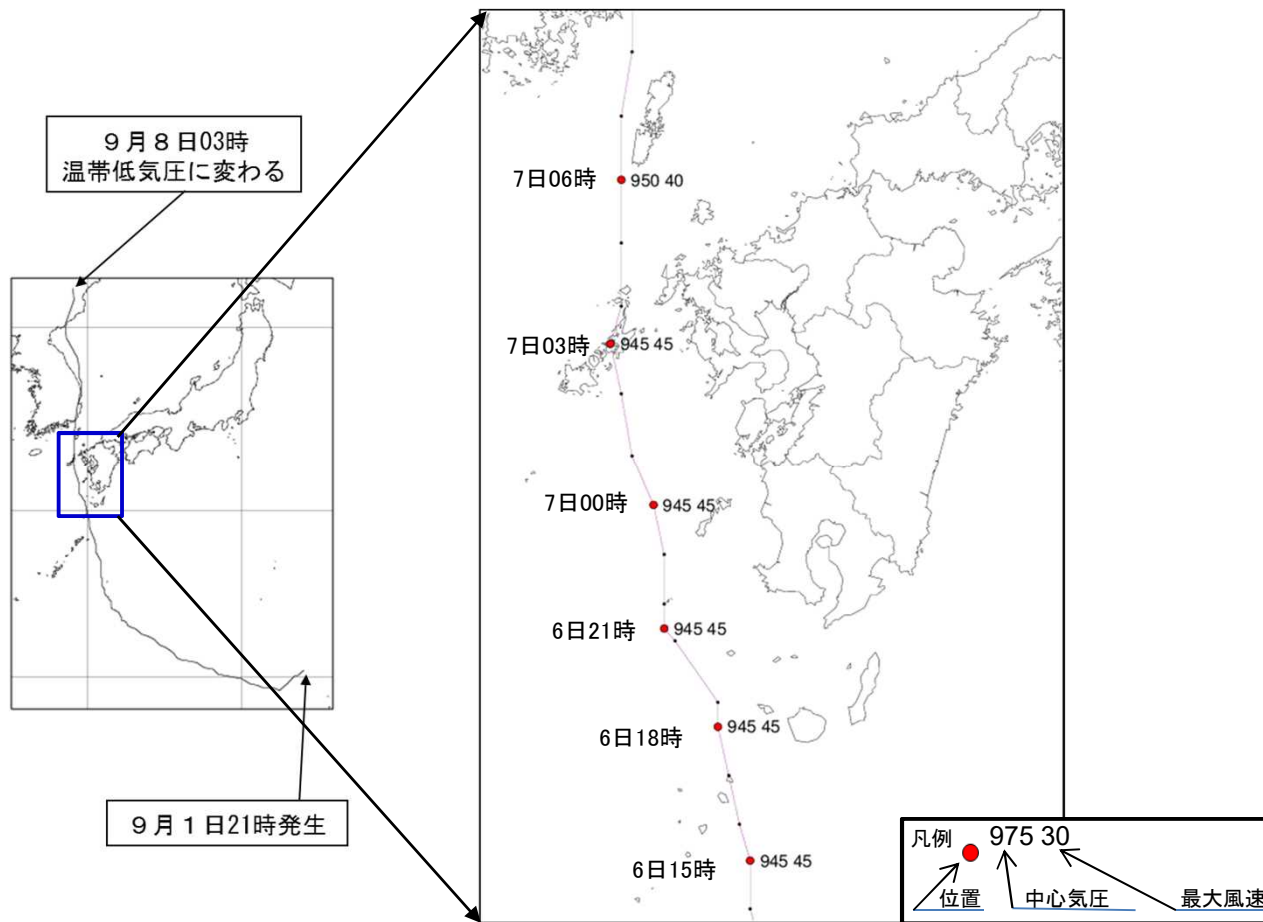 ９月８日03時
温帯低気圧に変わる
7日06時
950 40
7日03時
945 45
7日00時
945 45
6日21時
945 45
6日18時
945 45
6日15時
945 45
９月１日21時発生
凡例
975 30
位置
中心気圧
最大風速